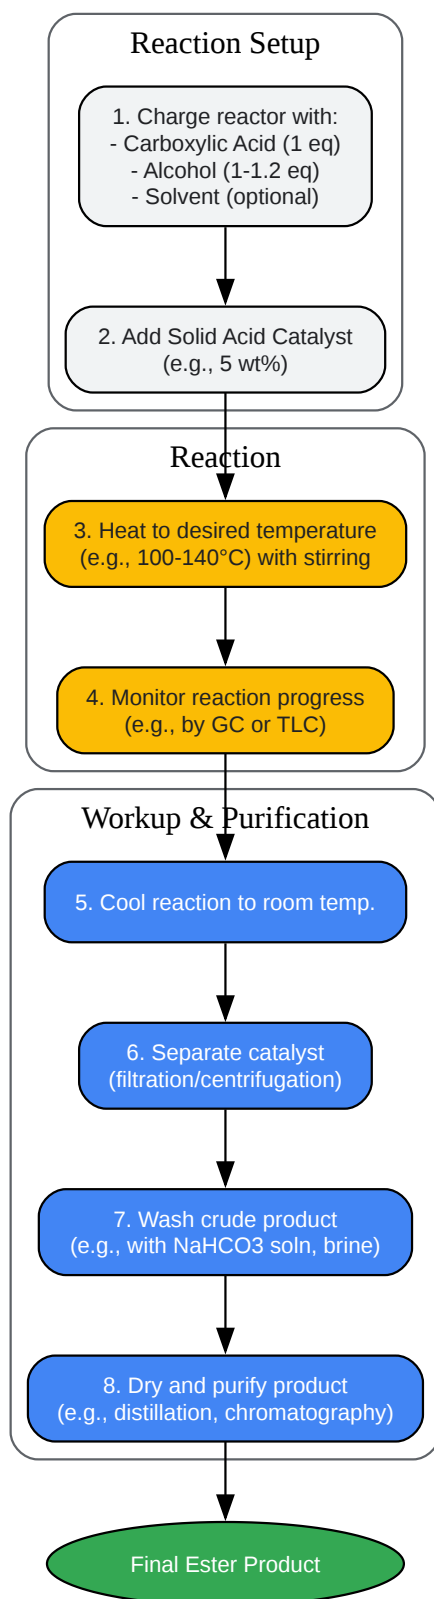 Reaction Setup
1. Charge reactor with:
- Carboxylic Acid (1 eq)
- Alcohol (1-1.2 eq)
- Solvent (optional)
2. Add Solid Acid Catalyst
(e.g., 5 wt%)
Reaction
3. Heat to desired temperature
(e.g., 100-140°C) with stirring
4. Monitor reaction progress
(e.g., by GC or TLC)
Workup & Purification
5. Cool reaction to room temp.
6. Separate catalyst
(filtration/centrifugation)
7. Wash crude product
(e.g., with NaHCO3 soln, brine)
8. Dry and purify product
(e.g., distillation, chromatography)
Final Ester Product